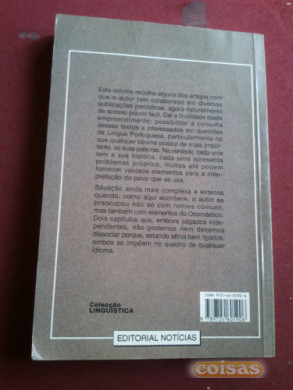 Este volume recolhe alguns dos artigos com
que o autor tem colaborado em diversas
publicações periódicas, agora naturalmente
de acesso pouco fácil. Daí a finalidade deste
empreendimento: possibilitar a consulta
desses textos a interessados em questões
da Língua Portuguesa, particularmente no
que qualquer idioma possui de mais impor-
tante, as suas palavras. Na verdade, cada uma
tem a sua história, cada uma apresenta
problemas próprios, muitas até podem
fornecer valiosos elementos para a inter-
pretação do povo que as usa.
Situação ainda mais complexa e extensa
quando, como aqui acontece, o autor se
preocupou não só com nomes comuns,
mas também com elementos do Onomástico.
Dois capítulos que, embora julgados inde-
pendentes, não podemos nem devemos
dissociar porque, estando afinal bem ligados,
ambos se impõem no quadro de qualquer
idioma.
Colecção
LINGUÍSTICA
EDITORIAL NOTÍCIAS
coisas